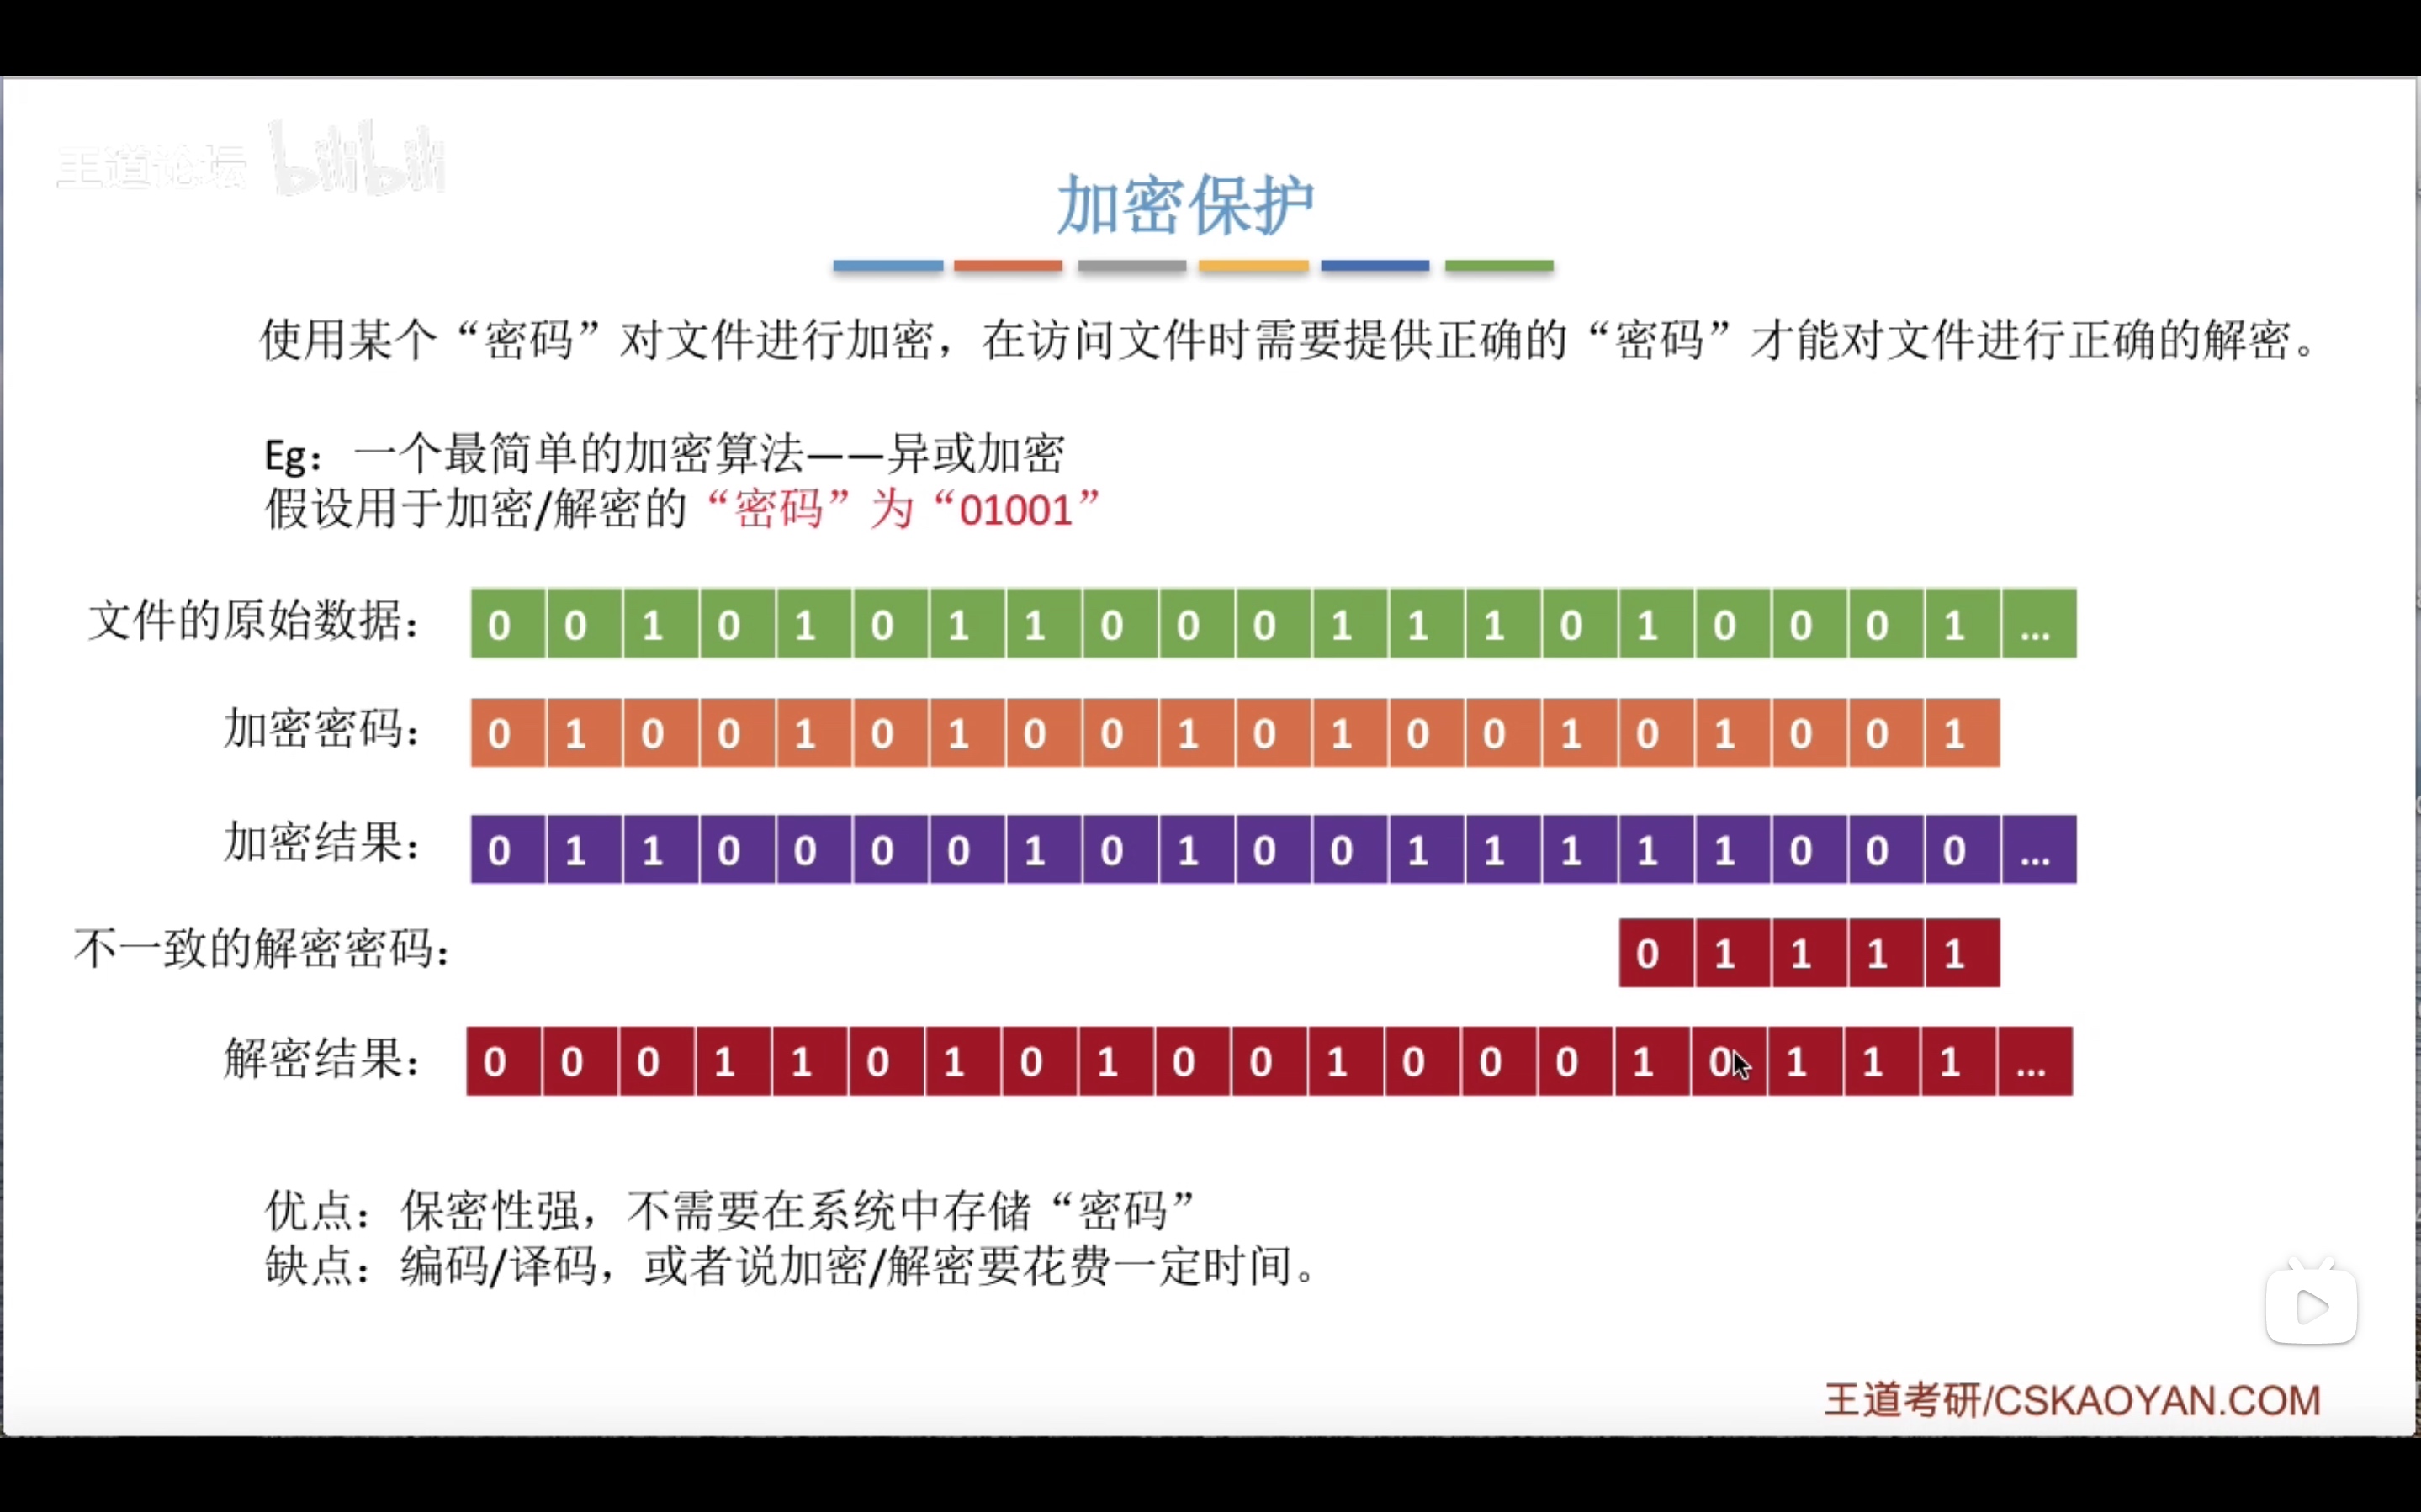 王道论坛 bilibili
加密保护
使用某个“密码”对文件进行加密，在访问文件时需要提供正确的“密码”才能对文件进行正确的解密。
Eg：一个最简单的加密算法——异或加密
假设用于加密/解密的“密码”为“01001”
文件的原始数据： 0 0 1 0 1 0 1 1 0 0 0 1 1 1 0 1 0 0 0 1 ...
加密密码： 0 1 0 0 1 0 1 0 0 1 0 1 0 0 1 0 1 0 0 1
加密结果： 0 1 1 0 0 0 0 1 0 1 0 0 1 1 1 1 1 0 0 0 ...
不一致的解密密码： 0 1 1 1 1
解密结果： 0 0 0 1 1 0 1 0 1 0 0 1 0 0 0 1 0 1 1 1 ...
优点：保密性强，不需要在系统中存储“密码”
缺点：编码/译码，或者说加密/解密要花费一定时间。
王道考研/CSKAOYAN.COM